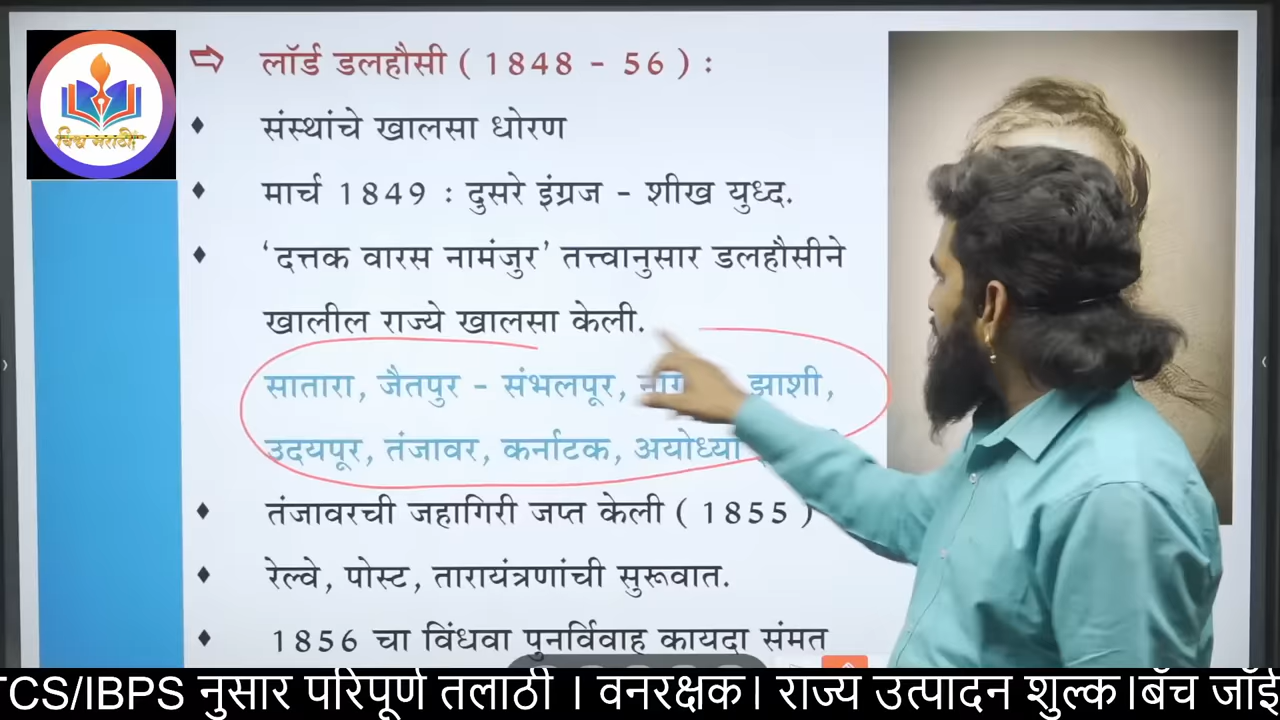 विश्व मराठी
⇨ लॉर्ड डलहौसी ( 1848 - 56 ) :
♦ संस्थांचे खालसा धोरण
♦ मार्च 1849 : दुसरे इंग्रज - शीख युध्द.
♦ ‘दत्तक वारस नामंजुर’ तत्त्वानुसार डलहौसीने
खालील राज्ये खालसा केली.
सातारा, जैतपुर - संभलपूर, झाशी,
उदयपूर, तंजावर, कर्नाटक, अयोध्या
♦ तंजावरची जहागिरी जप्त केली ( 1855 )
♦ रेल्वे, पोस्ट, तारायंत्रणांची सुरूवात.
♦ 1856 चा विंधवा पुनर्विवाह कायदा संमत
TCS/IBPS नुसार परिपूर्ण तलाठी । वनरक्षक। राज्य उत्पादन शुल्क।बॅच जॉई